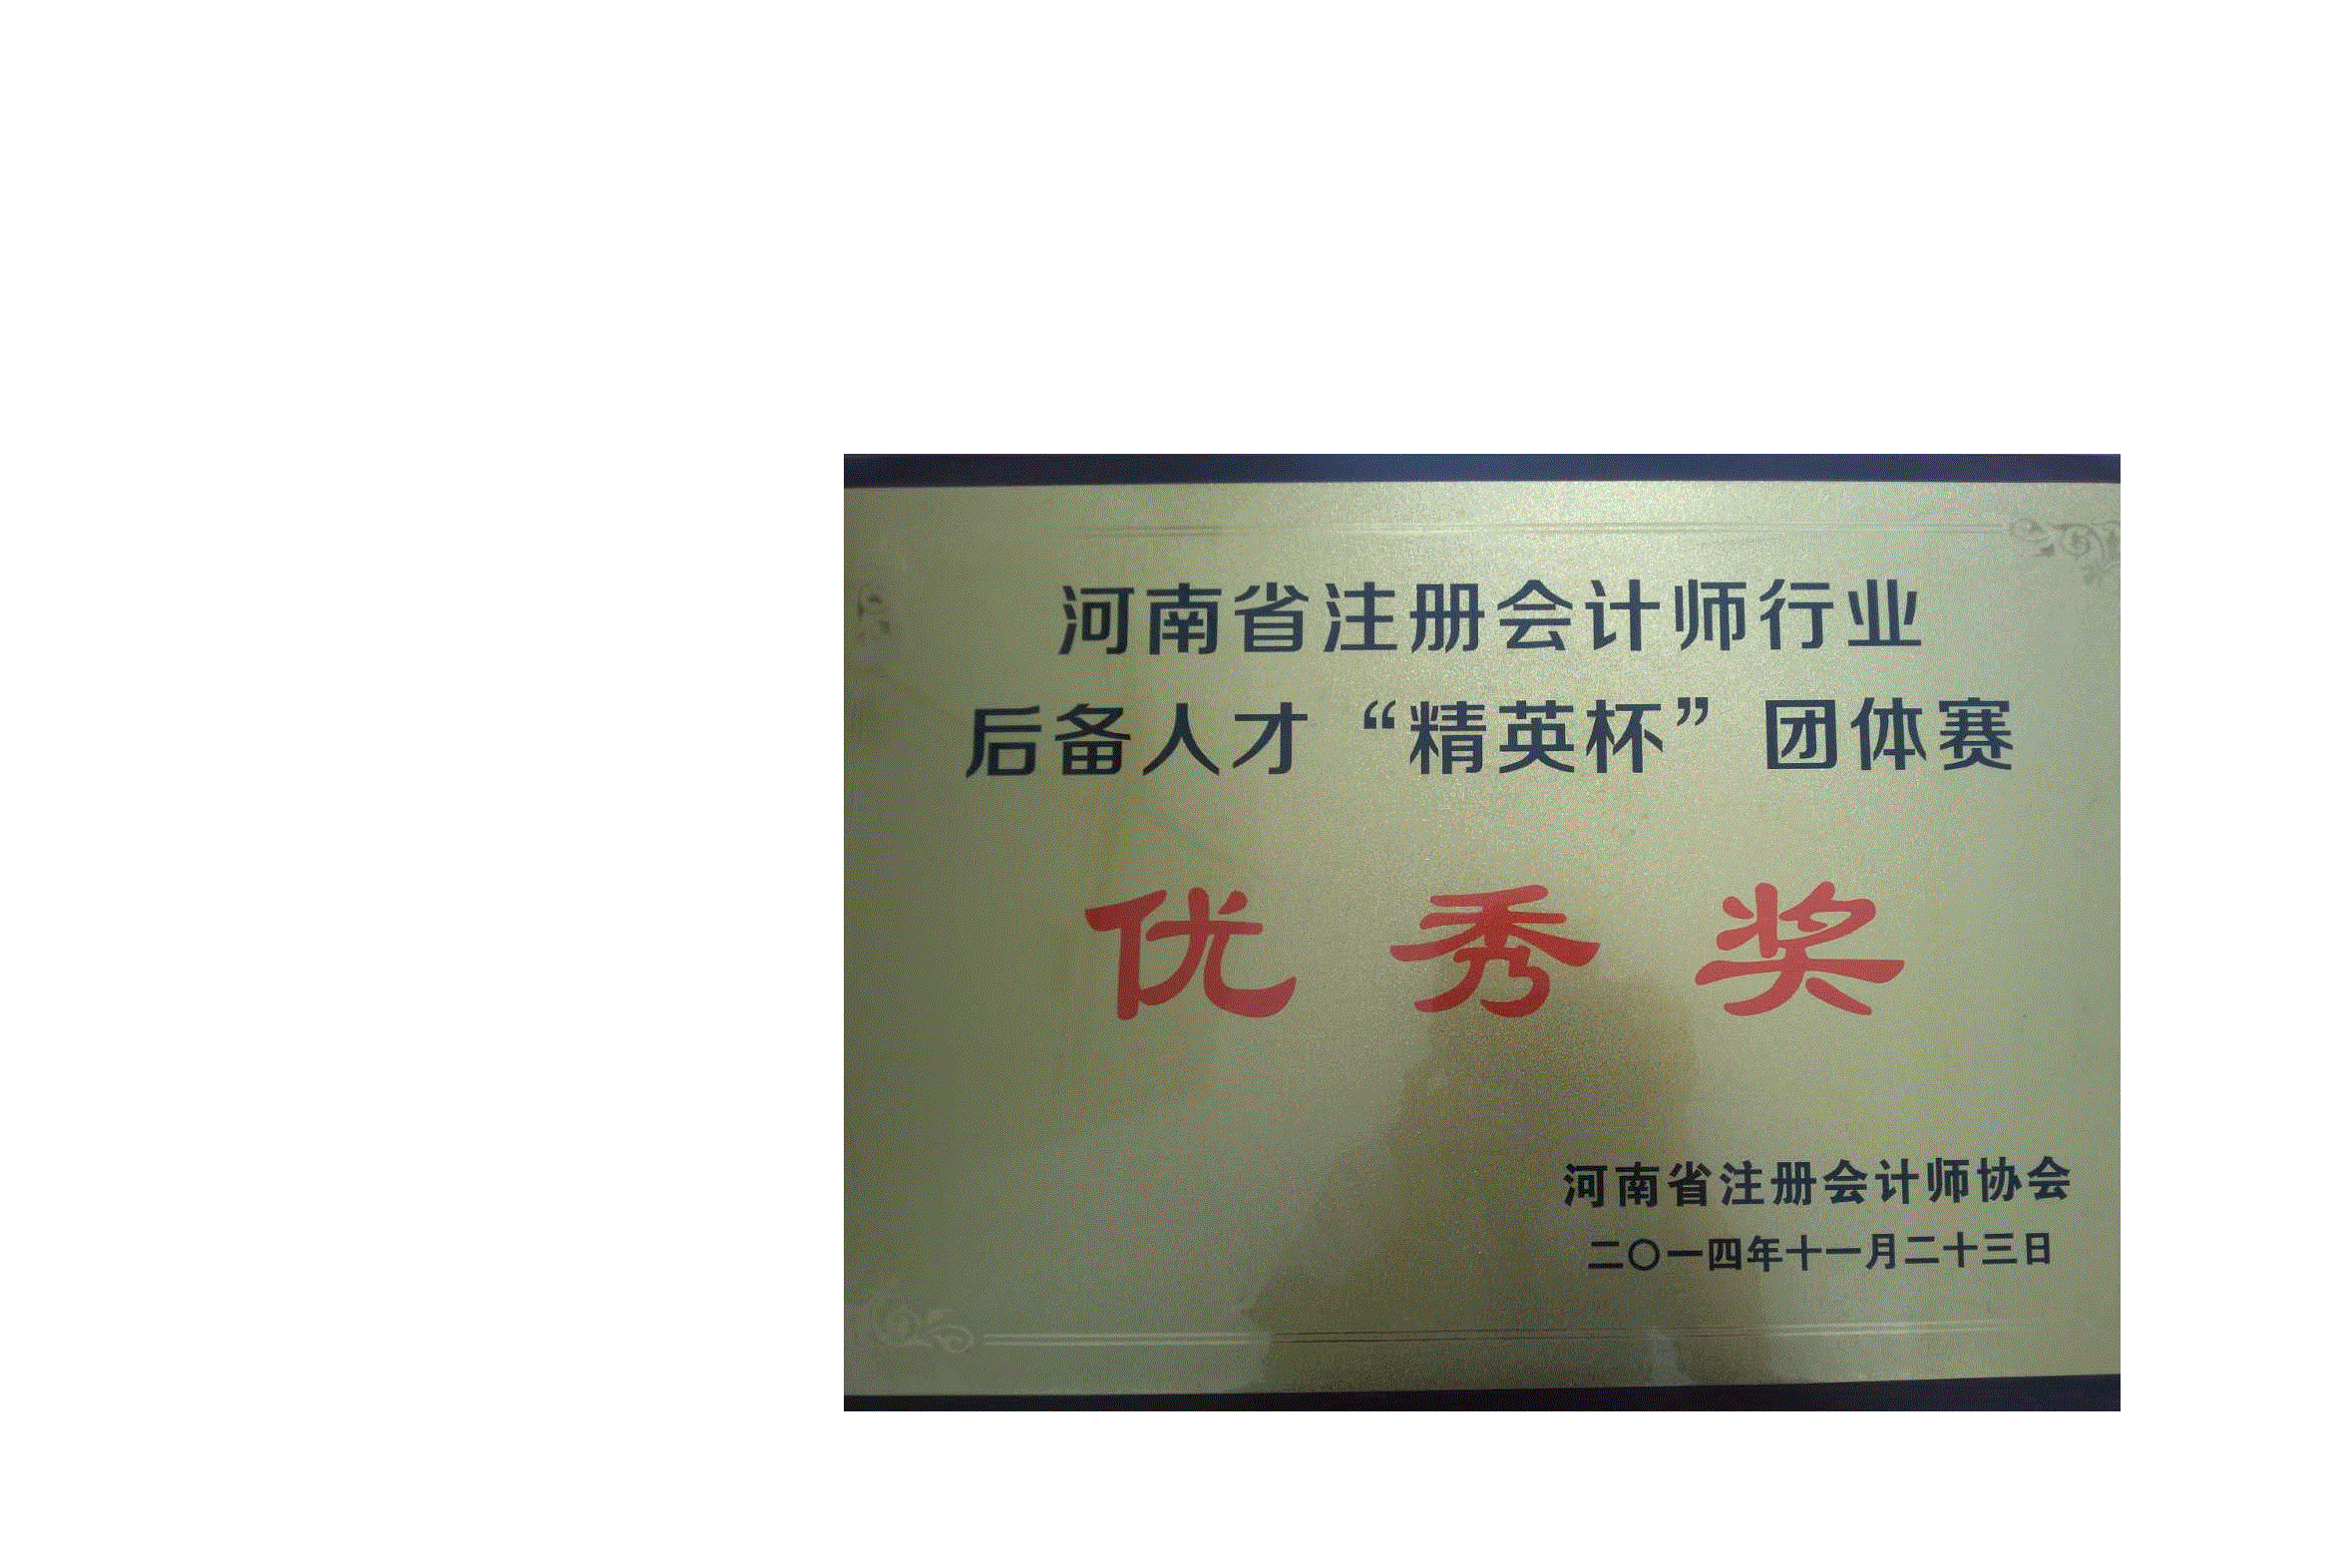 河南省注册会计师行业
后备人才“精英杯”团体赛
优秀奖
河南省注册会计师协会
二〇一四年十一月二十三日